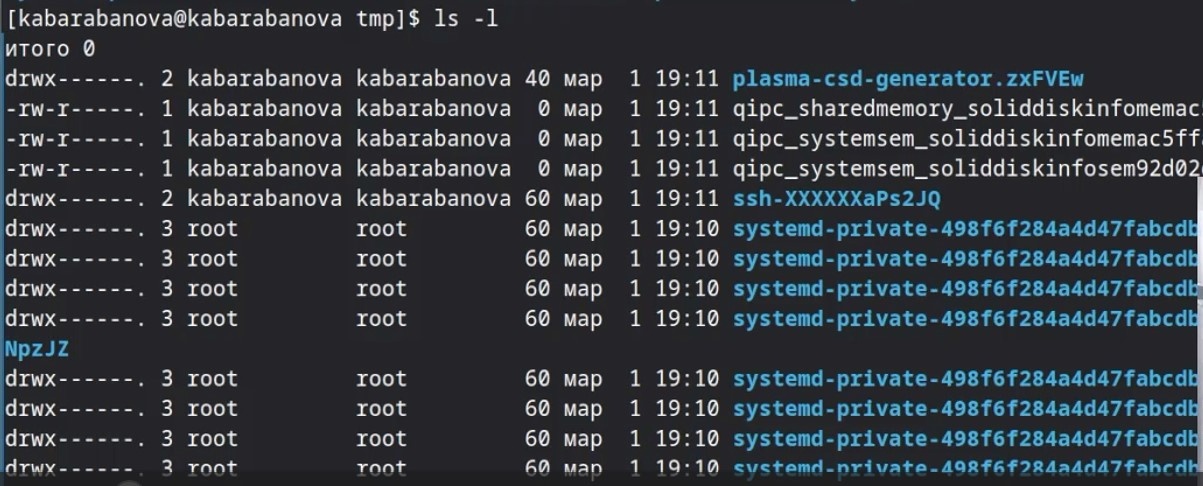 [kabarabanova@kabarabanova tmp]$ ls -l
итого 0
drwx------. 2 kabarabanova kabarabanova 40 мар 1 19:11 plasma-csd-generator.zxFVEw
-rw-r-----. 1 kabarabanova kabarabanova 0 мар 1 19:11 qipc_sharedmemory_soliddiskinfomemac
-rw-r-----. 1 kabarabanova kabarabanova 0 мар 1 19:11 qipc_systemsem_soliddiskinfomemac5ff
-rw-r-----. 1 kabarabanova kabarabanova 0 мар 1 19:11 qipc_systemsem_soliddiskinfosem92d02
drwx------. 2 kabarabanova kabarabanova 60 мар 1 19:11 ssh-XXXXXXaPs2JQ
drwx------. 3 root root 60 мар 1 19:10 systemd-private-498f6f284a4d47fabcdb
drwx------. 3 root root 60 мар 1 19:10 systemd-private-498f6f284a4d47fabcdb
drwx------. 3 root root 60 мар 1 19:10 systemd-private-498f6f284a4d47fabcdb
drwx------. 3 root root 60 мар 1 19:10 systemd-private-498f6f284a4d47fabcdb
NpzJZ
drwx------. 3 root root 60 мар 1 19:10 systemd-private-498f6f284a4d47fabcdb
drwx------. 3 root root 60 мар 1 19:10 systemd-private-498f6f284a4d47fabcdb
drwx------. 3 root root 60 мар 1 19:10 systemd-private-498f6f284a4d47fabcdb
drwx------. 3 root root 60 мар 1 19:10 systemd-private-498f6f284a4d47fabcdb